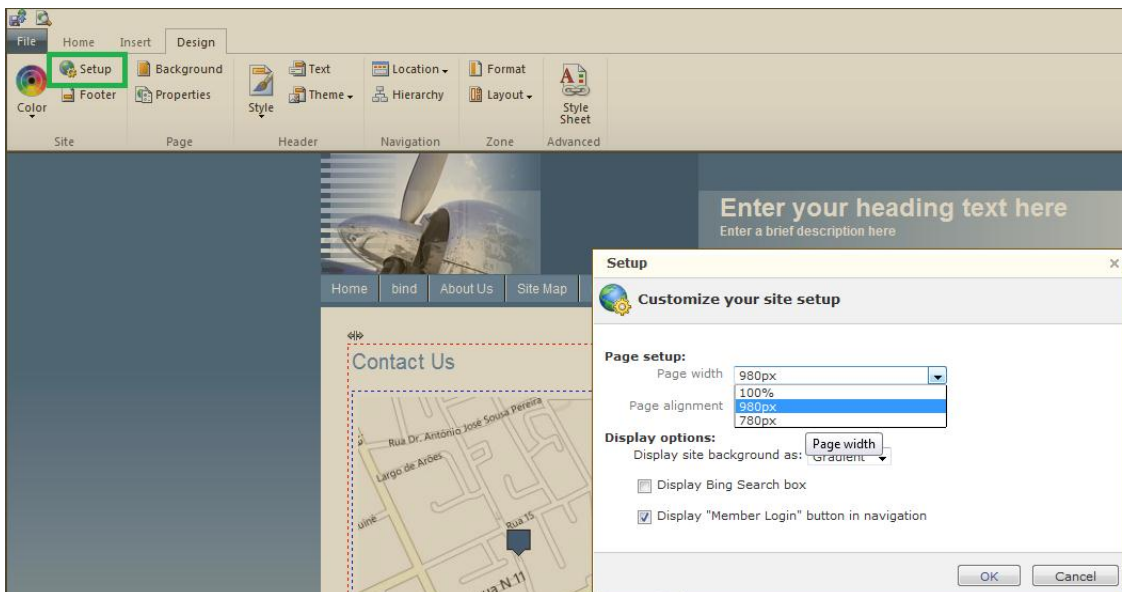 File Home Insert Design
Setup Background Text Location Format
Color Footer Properties Style Theme Hierarchy Layout Style Sheet
Site Page Header Navigation Zone Advanced
Enter your heading text here
Enter a brief description here
Home bind About Us Site Map
Contact Us
Rua Dr. António José Sousa Pereira
Largo de Arões
Rua 15
Setup
Customize your site setup
Page setup:
Page width 980px
100%
Page alignment 980px
780px
Display options:
Page width
Display site background as: Gradient
Display Bing Search box
Display "Member Login" button in navigation
OK Cancel